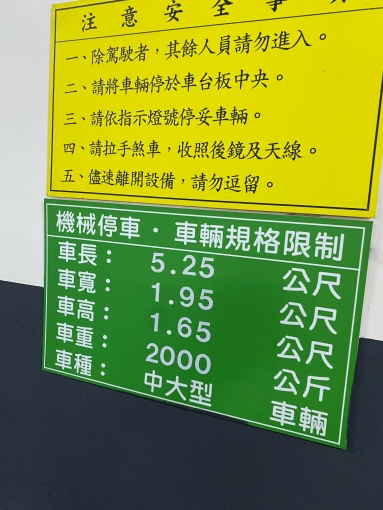 注意安全事項
一、除駕駛者，其餘人員請勿進入。
二、請將車輛停於車台板中央。
三、請依指示燈號停妥車輛。
四、請拉手煞車，收照後鏡及天線。
五、儘速離開設備，請勿逗留。
機械停車・車輛規格限制
車長： 5.25 公尺
車寬： 1.95 公尺
車高： 1.65 公尺
車重： 2000 公斤
車種： 中大型 車輛